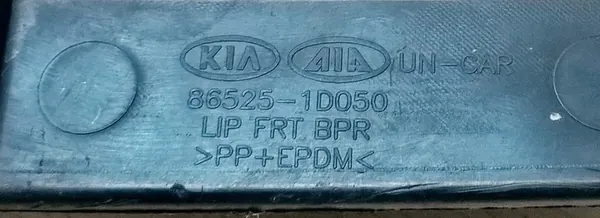 KIA AIA UN-CAR
86525-1D050
LIP FRT BPR
>PP+EPDM<